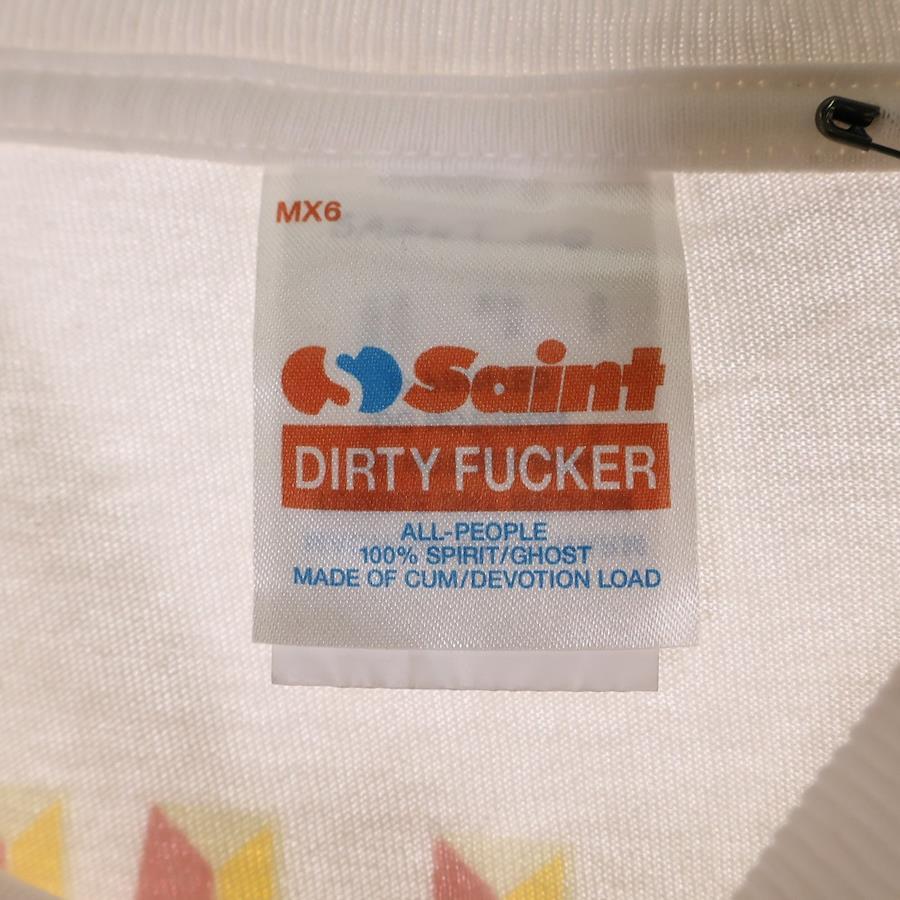 MX6
Saint
DIRTY FUCKER
ALL-PEOPLE
100% SPIRIT/GHOST
MADE OF CUM/DEVOTION LOAD